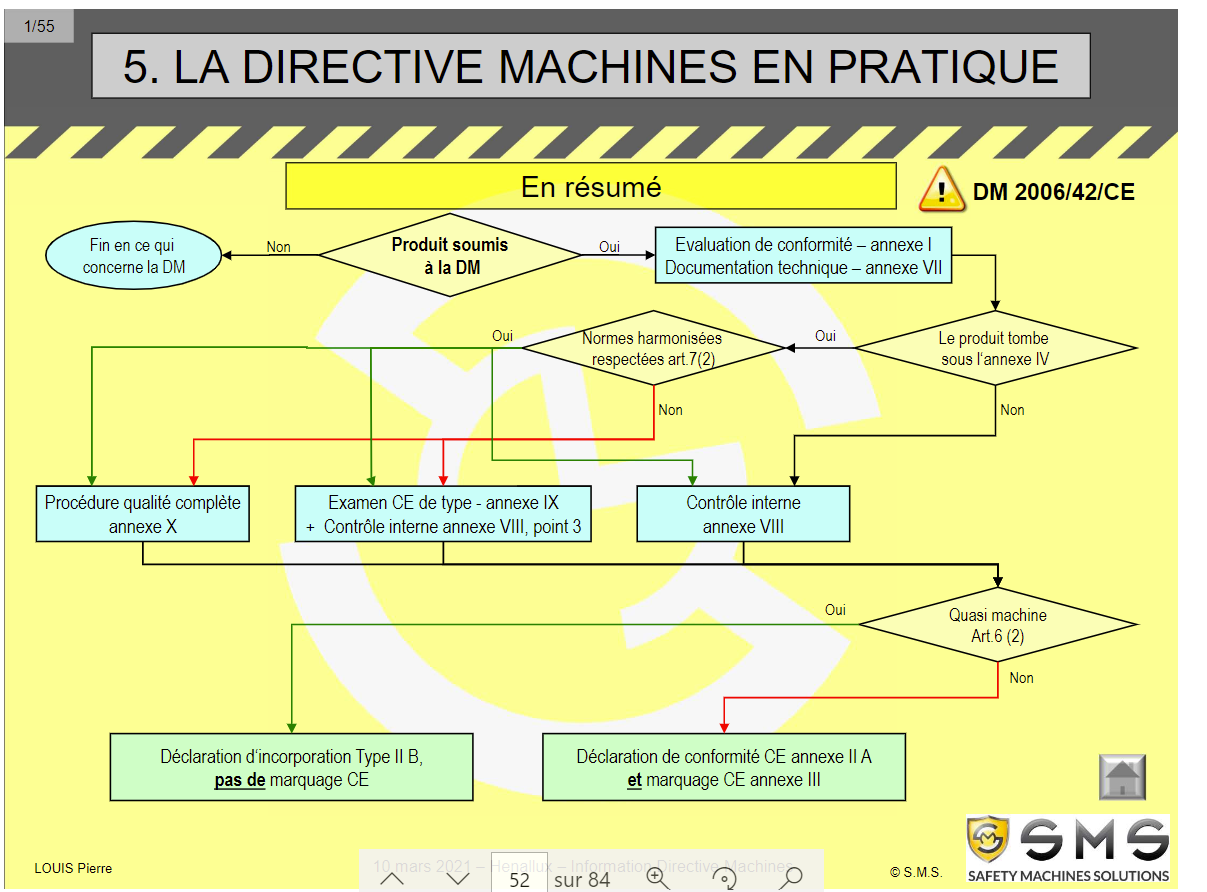 1/55
5. LA DIRECTIVE MACHINES EN PRATIQUE
En résumé
DM 2006/42/CE
Fin en ce qui
concerne la DM
Non
Produit soumis
à la DM
Oui
Evaluation de conformité – annexe I
Documentation technique – annexe VII
Oui
Normes harmonisées
respectées art.7(2)
Oui
Le produit tombe
sous l'annexe IV
Non
Non
Procédure qualité complète
annexe X
Examen CE de type - annexe IX
+ Contrôle interne annexe VIII, point 3
Contrôle interne
annexe VIII
Oui
Quasi machine
Art.6 (2)
Non
Déclaration d'incorporation Type II B,
pas de marquage CE
Déclaration de conformité CE annexe II A
et marquage CE annexe III
SMS
SAFETY MACHINES SOLUTIONS
LOUIS Pierre
10 mars 2021 – Henallux – Information Directive Machines
© S.M.S.
52 sur 84